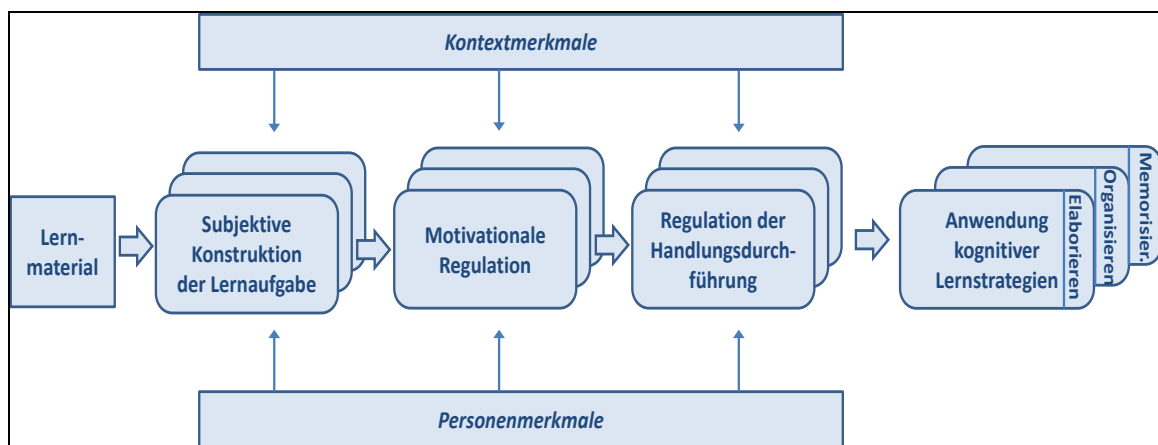 Kontextmerkmale
Lern-
material
Subjektive
Konstruktion
der Lernaufgabe
Motivationale
Regulation
Regulation der
Handlungsdurch-
führung
Anwendung
kognitiver
Lernstrategien
Elaborieren
Organisieren
Memorisier.
Personenmerkmale